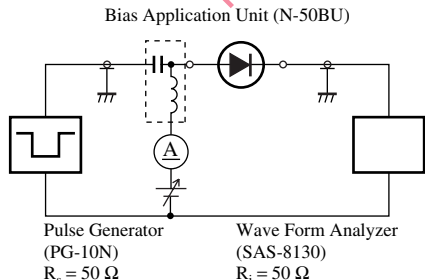 Bias Application Unit (N-50BU)
A
Pulse Generator
(PG-10N)
Rs = 50 Ω
Wave Form Analyzer
(SAS-8130)
Ri = 50 Ω